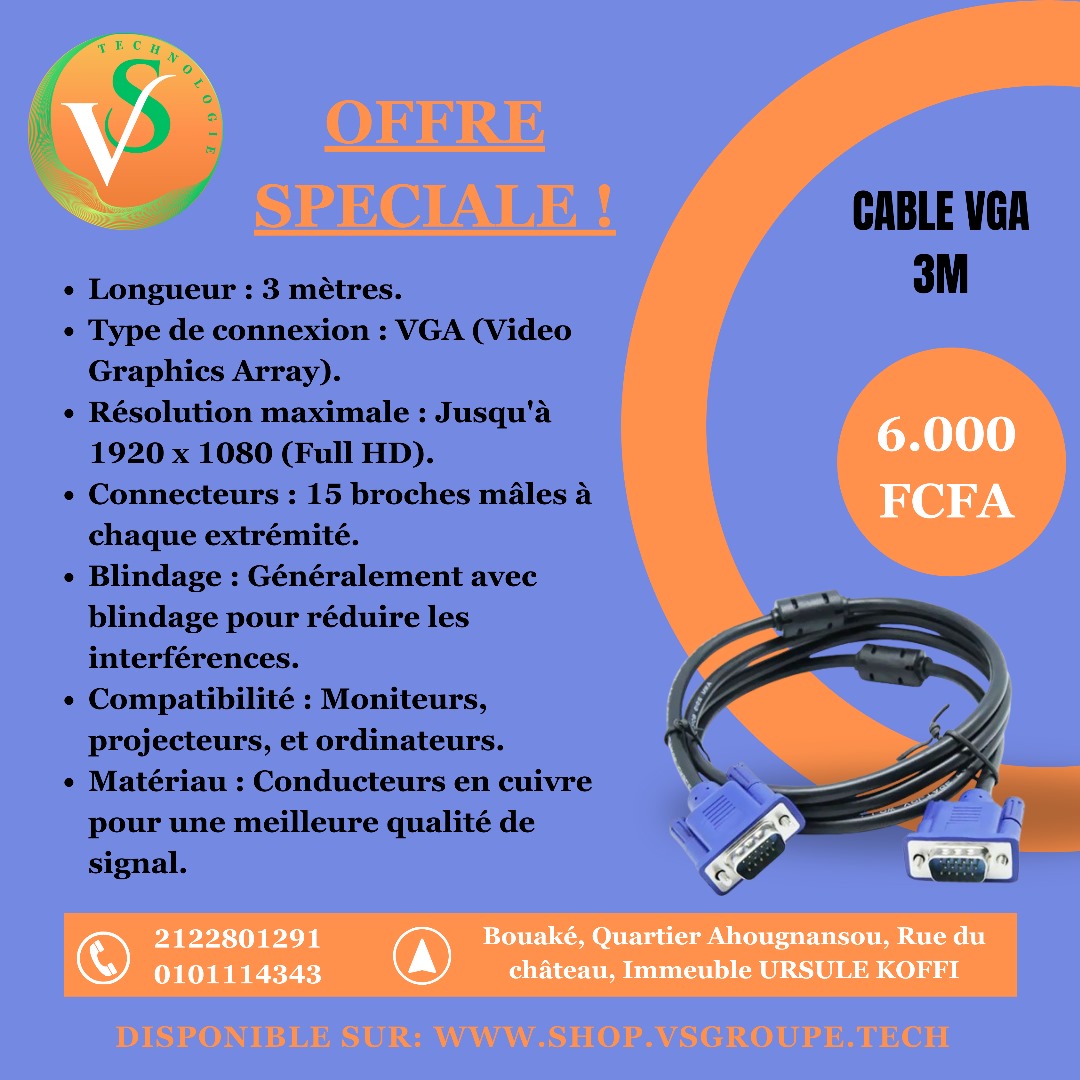 TECHNOLOGIE
VS
OFFRE
SPECIALE !
CABLE VGA
3M
6.000
FCFA
• Longueur : 3 mètres.
• Type de connexion : VGA (Video
Graphics Array).
• Résolution maximale : Jusqu'à
1920 x 1080 (Full HD).
• Connecteurs : 15 broches mâles à
chaque extrémité.
• Blindage : Généralement avec
blindage pour réduire les
interférences.
• Compatibilité : Moniteurs,
projecteurs, et ordinateurs.
• Matériau : Conducteurs en cuivre
pour une meilleure qualité de
signal.
2122801291
0101114343
Bouaké, Quartier Ahougnansou, Rue du
château, Immeuble URSULE KOFFI
DISPONIBLE SUR: WWW.SHOP.VSGROUPE.TECH